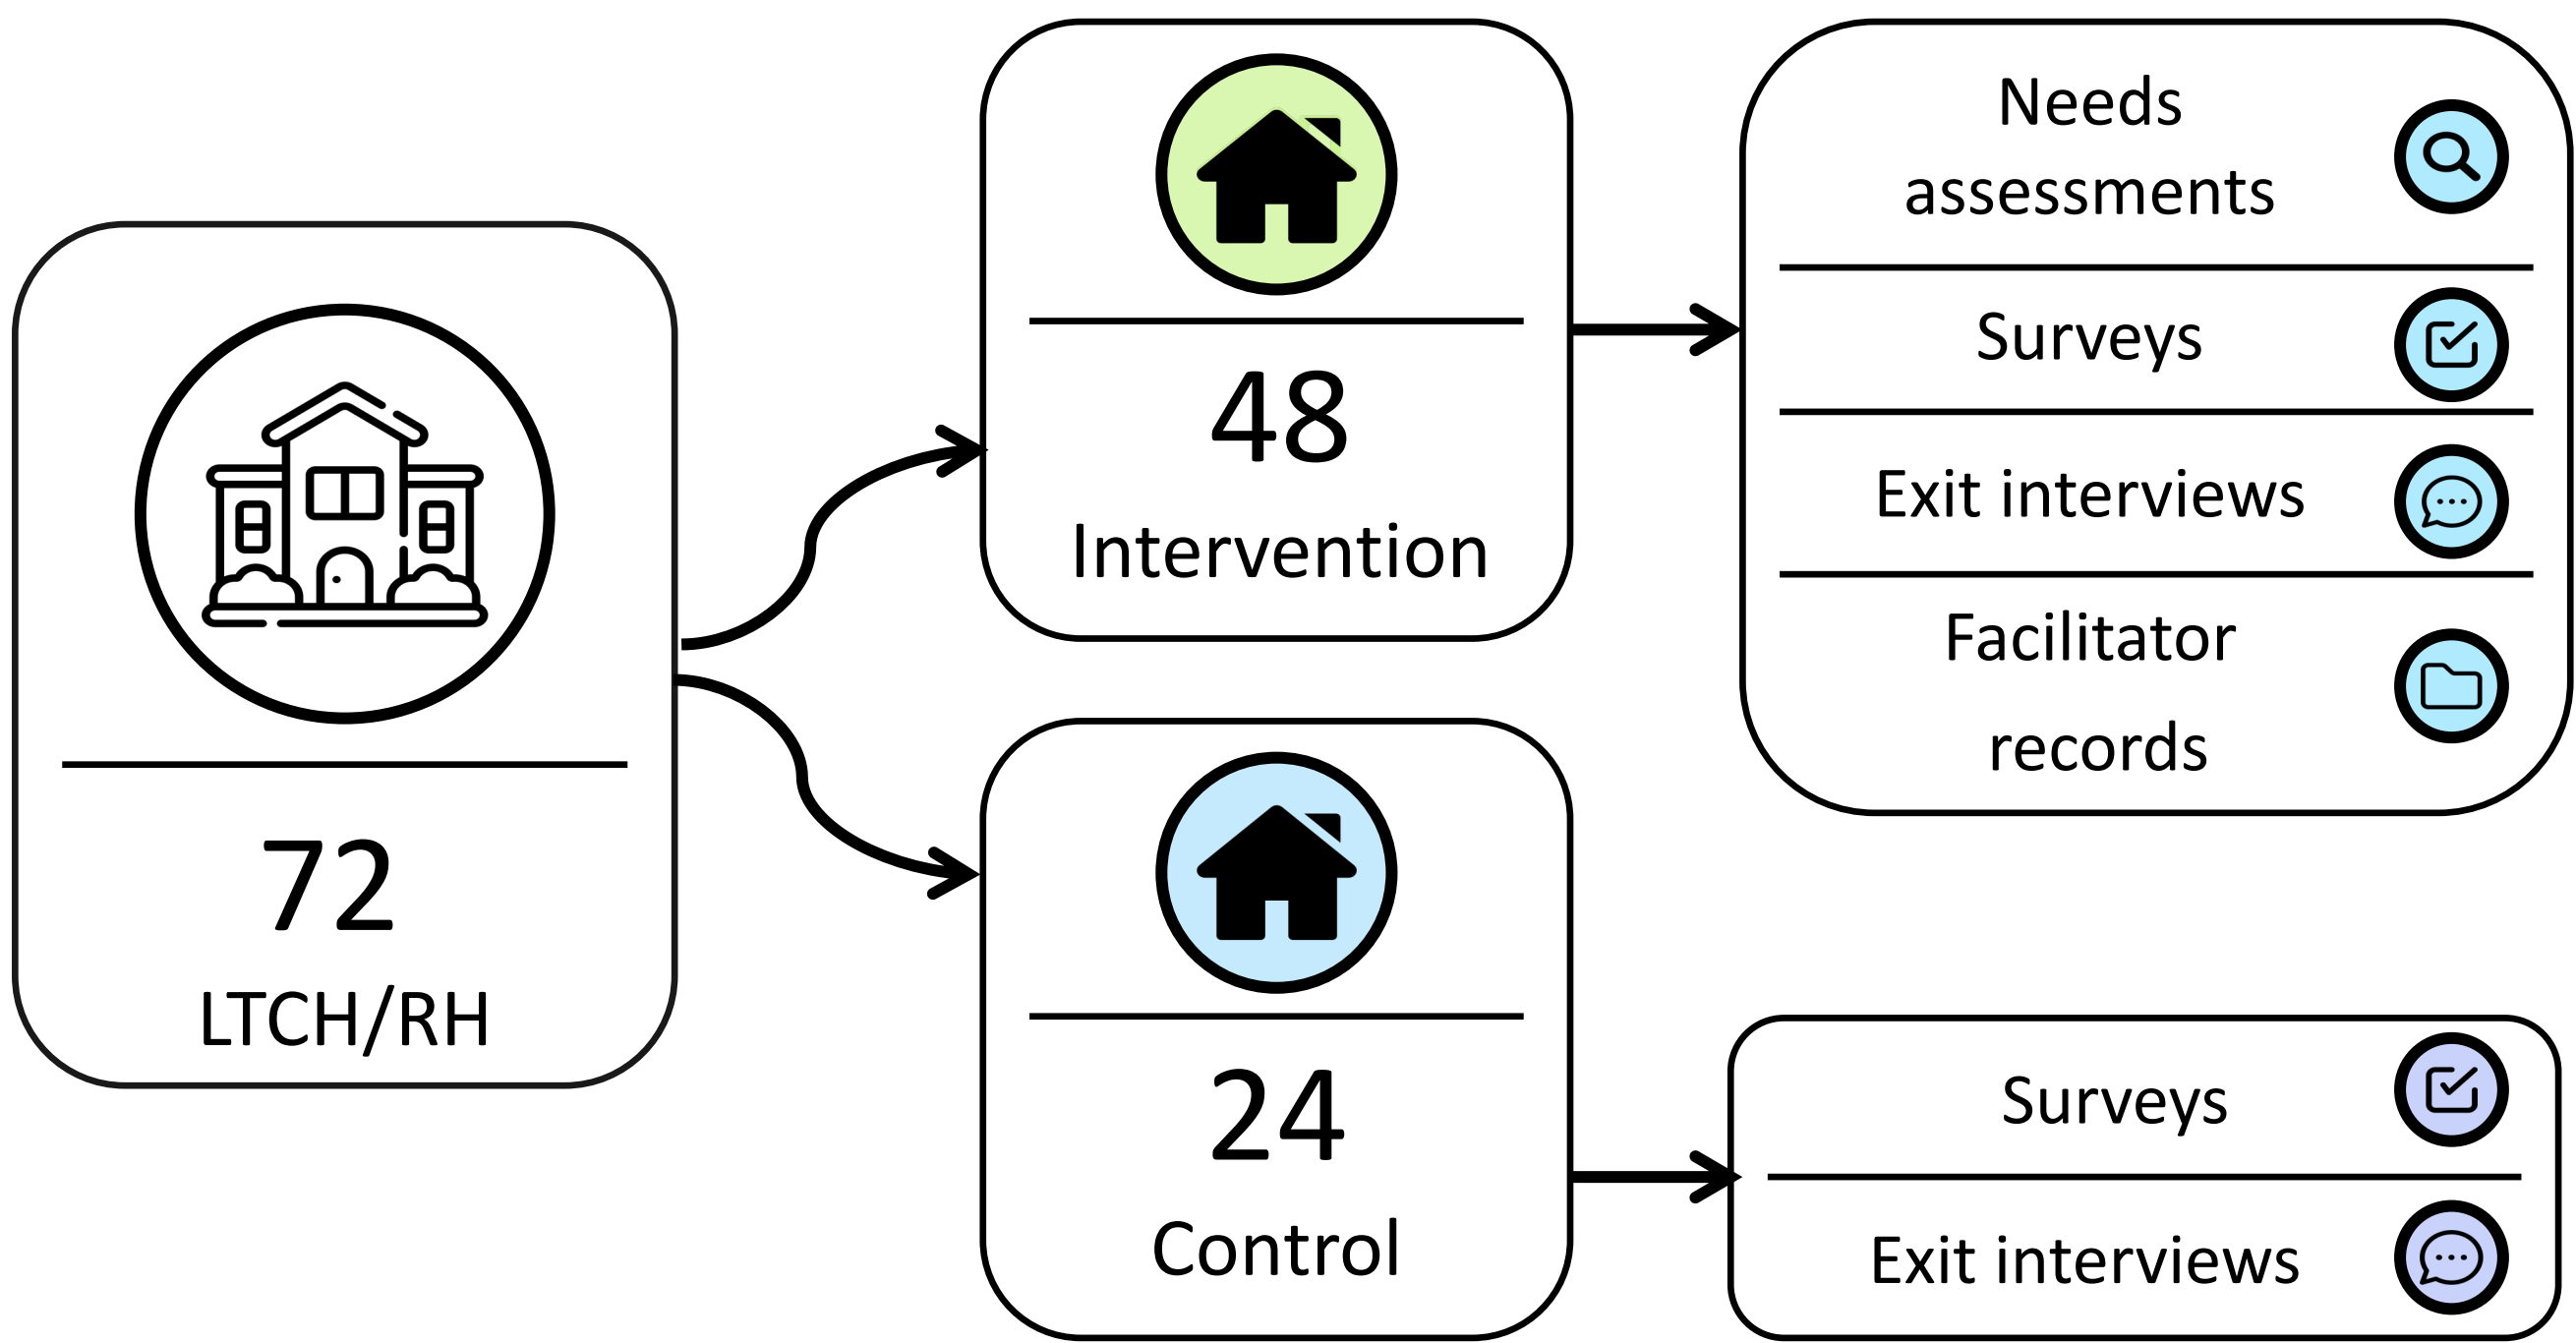 72
LTCH/RH
48
Intervention
Needs
assessments
Surveys
Exit interviews
Facilitator
records
24
Control
Surveys
Exit interviews